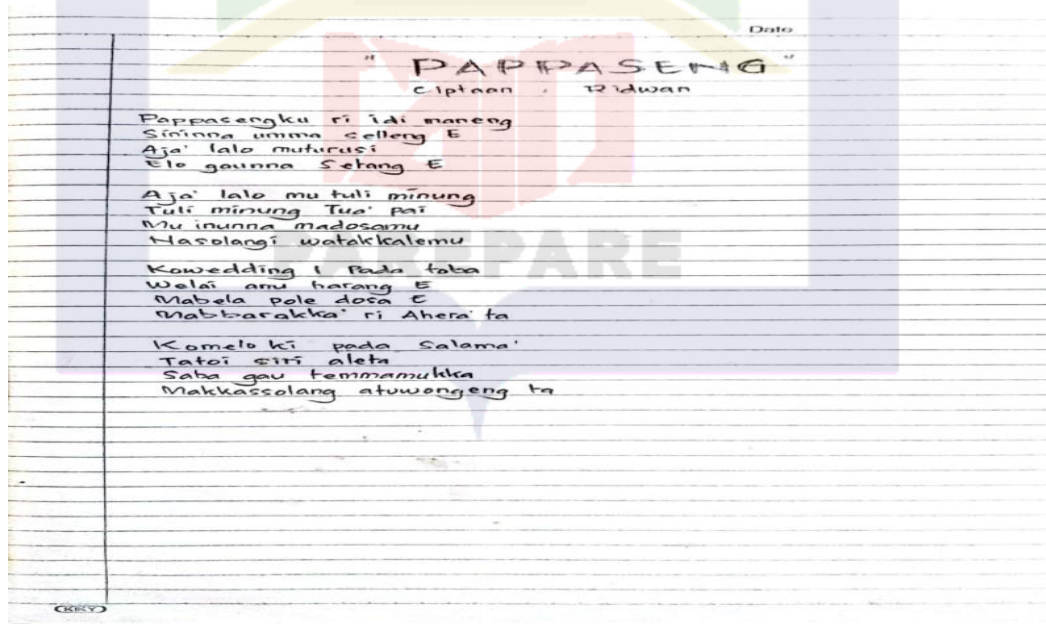 Date
" PAPPASENG "
Ciptaan . Ridwan
Pappasengku ri idi maneng
Sininna umma selleng E
Aja' lalo muturusi
Elo gaunna Setang E
Aja' lalo mu tuli minung
Tuli minung Tua' pai
Mu inunna madosamu
Nasolangi watakkalemu
Kowedding i Pada toba
Welai anu harang E
Mabela pole dosa E
Mabbarakka' ri Ahera' ta
Komelo ki pada Salama'
Tatoi siri aleta
Saba gau temmamukka
Makkassolang atuwongeng ta
PAREPARE
KKY